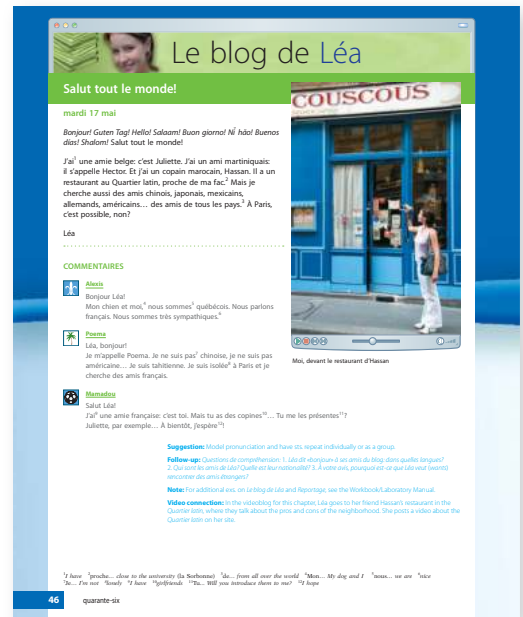 Le blog de Léa
Salut tout le monde!
mardi 17 mai
Bonjour! Guten Tag! Hello! Salaam! Buon giorno! Nĭ hăo! Buenos
días! Shalom! Salut tout le monde!
J'ai¹ une amie belge: c'est Juliette. J'ai un ami martiniquais:
il s'appelle Hector. Et j'ai un copain marocain, Hassan. Il a un
restaurant au Quartier latin, proche de ma fac.² Mais je
cherche aussi des amis chinois, japonais, mexicains,
allemands, américains… des amis de tous les pays.³ À Paris,
c'est possible, non?
Léa
COUSCOUS
Moi, devant le restaurant d'Hassan
COMMENTAIRES
Alexis
Bonjour Léa!
Mon chien et moi,⁴ nous sommes⁵ québécois. Nous parlons
français. Nous sommes très sympathiques.⁶
Poema
Léa, bonjour!
Je m'appelle Poema. Je ne suis pas⁷ chinoise, je ne suis pas
américaine… Je suis tahitienne. Je suis isolée⁸ à Paris et je
cherche des amis français.
Mamadou
Salut Léa!
J'ai⁹ une amie française: c'est toi. Mais tu as des copines¹⁰… Tu me les présentes¹¹?
Juliette, par exemple… À bientôt, j'espère¹²!
Suggestion: Model pronunciation and have sts. repeat individually or as a group.
Follow-up: Questions de compréhension: 1. Léa dit «bonjour» à ses amis du blog: dans quelles langues?
2. Qui sont les amis de Léa? Quelle est leur nationalité? 3. À votre avis, pourquoi est-ce que Léa veut (wants)
rencontrer des amis étrangers?
Note: For additional exs. on Le blog de Léa and Reportage, see the Workbook/Laboratory Manual.
Video connection: In the videoblog for this chapter, Léa goes to her friend Hassan's restaurant in the
Quartier latin, where they talk about the pros and cons of the neighborhood. She posts a video about the
Quartier latin on her site.
¹I have ²proche… close to the university (la Sorbonne) ³de… from all over the world ⁴Mon… My dog and I ⁵nous… we are ⁶nice
⁷Je… I'm not ⁸lonely ⁹I have ¹⁰girlfriends ¹¹Tu… Will you introduce them to me? ¹²I hope
46 quarante-six